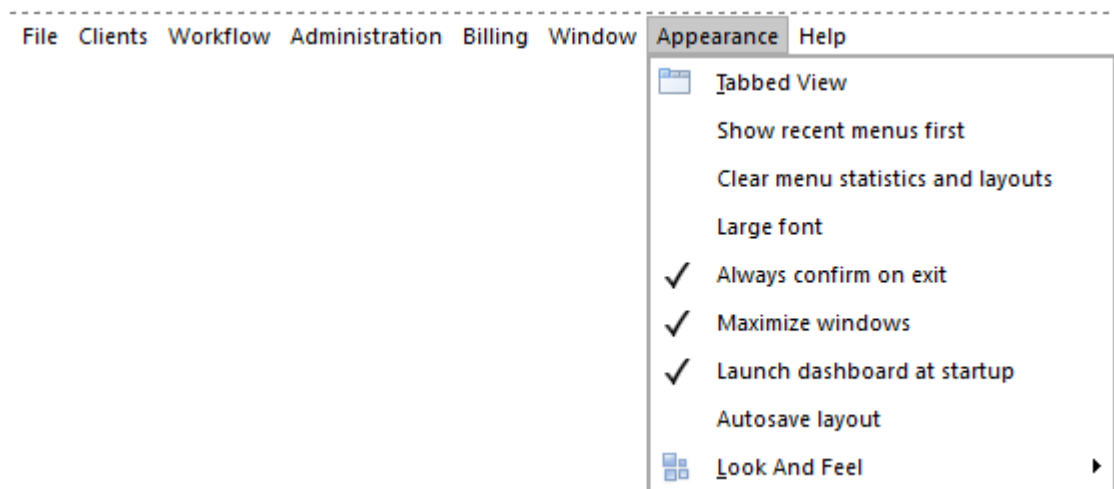 File Clients Workflow Administration Billing Window Appearance Help
Tabbed View
Show recent menus first
Clear menu statistics and layouts
Large font
Always confirm on exit
Maximize windows
Launch dashboard at startup
Autosave layout
Look And Feel